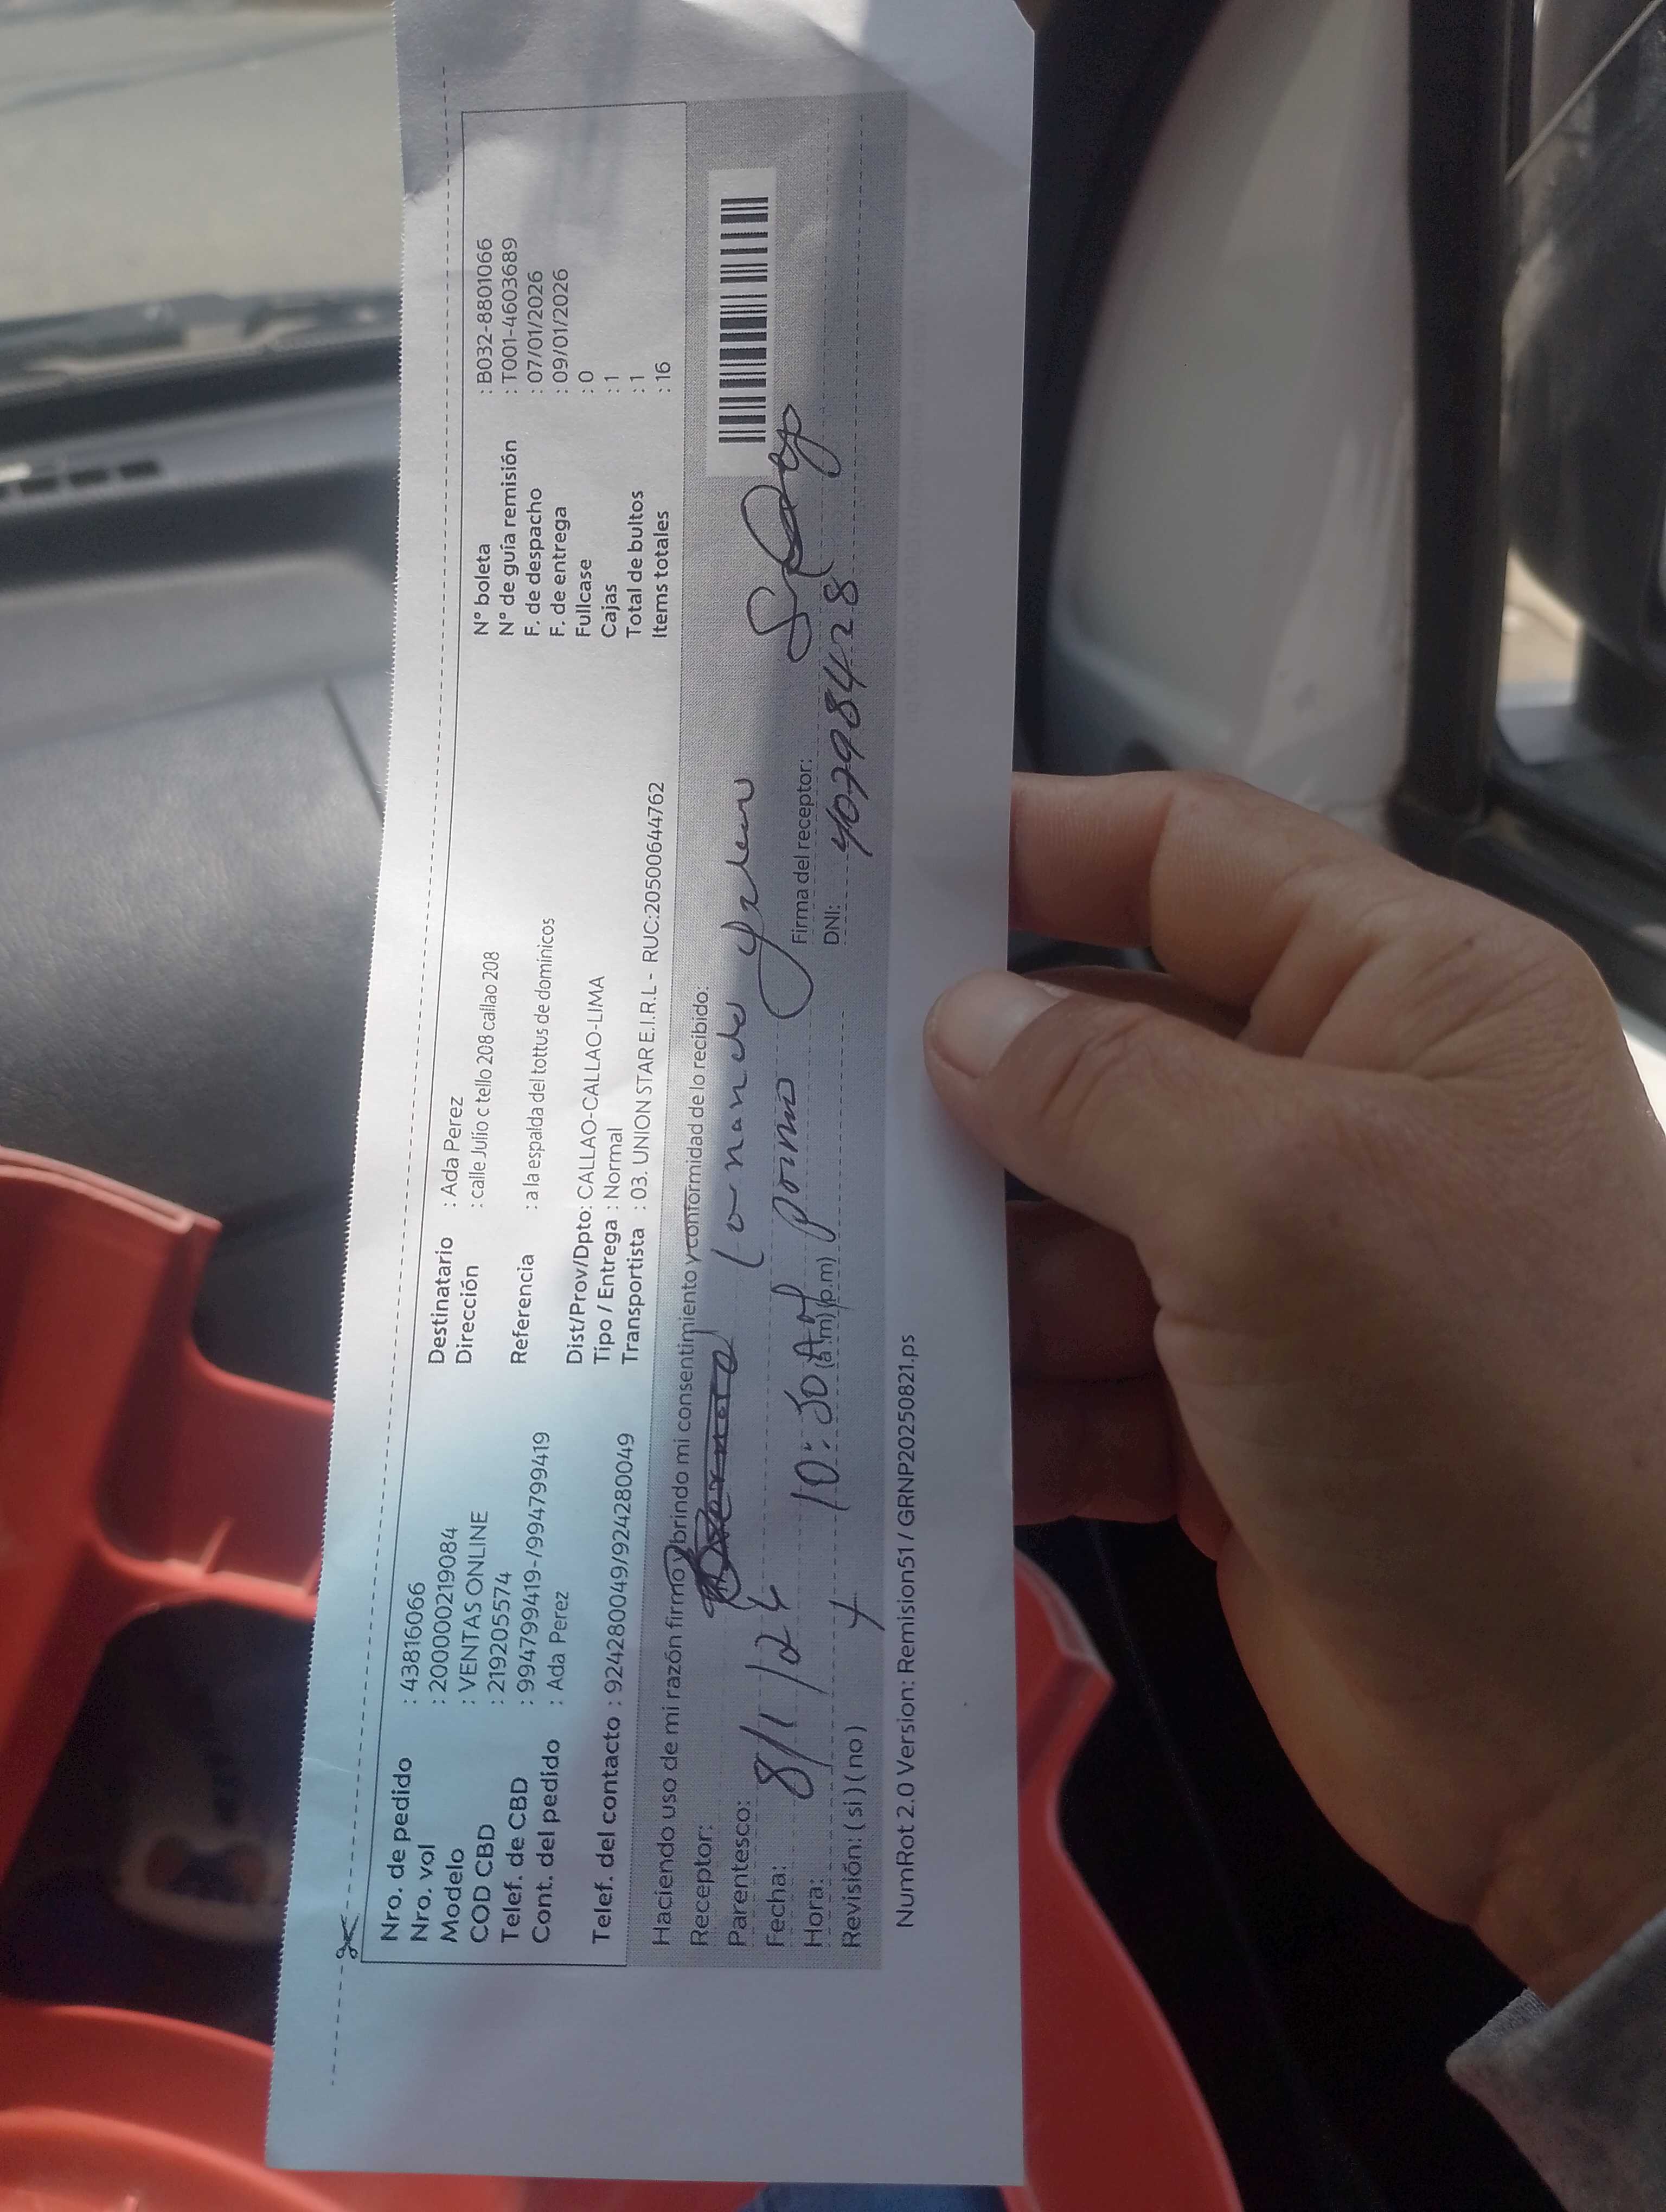 Nro. de pedido : 43816066
Nro. vol : 200000219084
Modelo : VENTAS ONLINE
COD CBD : 219205574
Telef. de CBD : 994799419-/994799419
Cont. del pedido : Ada Perez
Telef. del contacto : 924280049/924280049
Destinatario : Ada Perez
Dirección : calle Julio c tello 208 callao 208
Referencia : a la espalda del tottus de dominicos
Dist/Prov/Dpto: CALLAO-CALLAO-LIMA
Tipo / Entrega : Normal
Transportista : 03. UNION STAR E.I.R.L - RUC:20500644762
N° boleta : B032-8801066
N° de guía remisión : T001-4603689
F. de despacho : 07/01/2026
F. de entrega : 09/01/2026
Fullcase : 0
Cajas : 1
Total de bultos : 1
Items totales : 16
Haciendo uso de mi razón firmo y brindo mi consentimiento y conformidad de lo recibido:
Receptor:
Parentesco:
Fecha: 8/1/
Hora: 10:30 AM (a.m) (p.m)
Revisión: ( si ) ( no )
Firma del receptor:
DNI: 40798428
NumRot 2.0 Version: Remision51 / GRNP20250821.ps